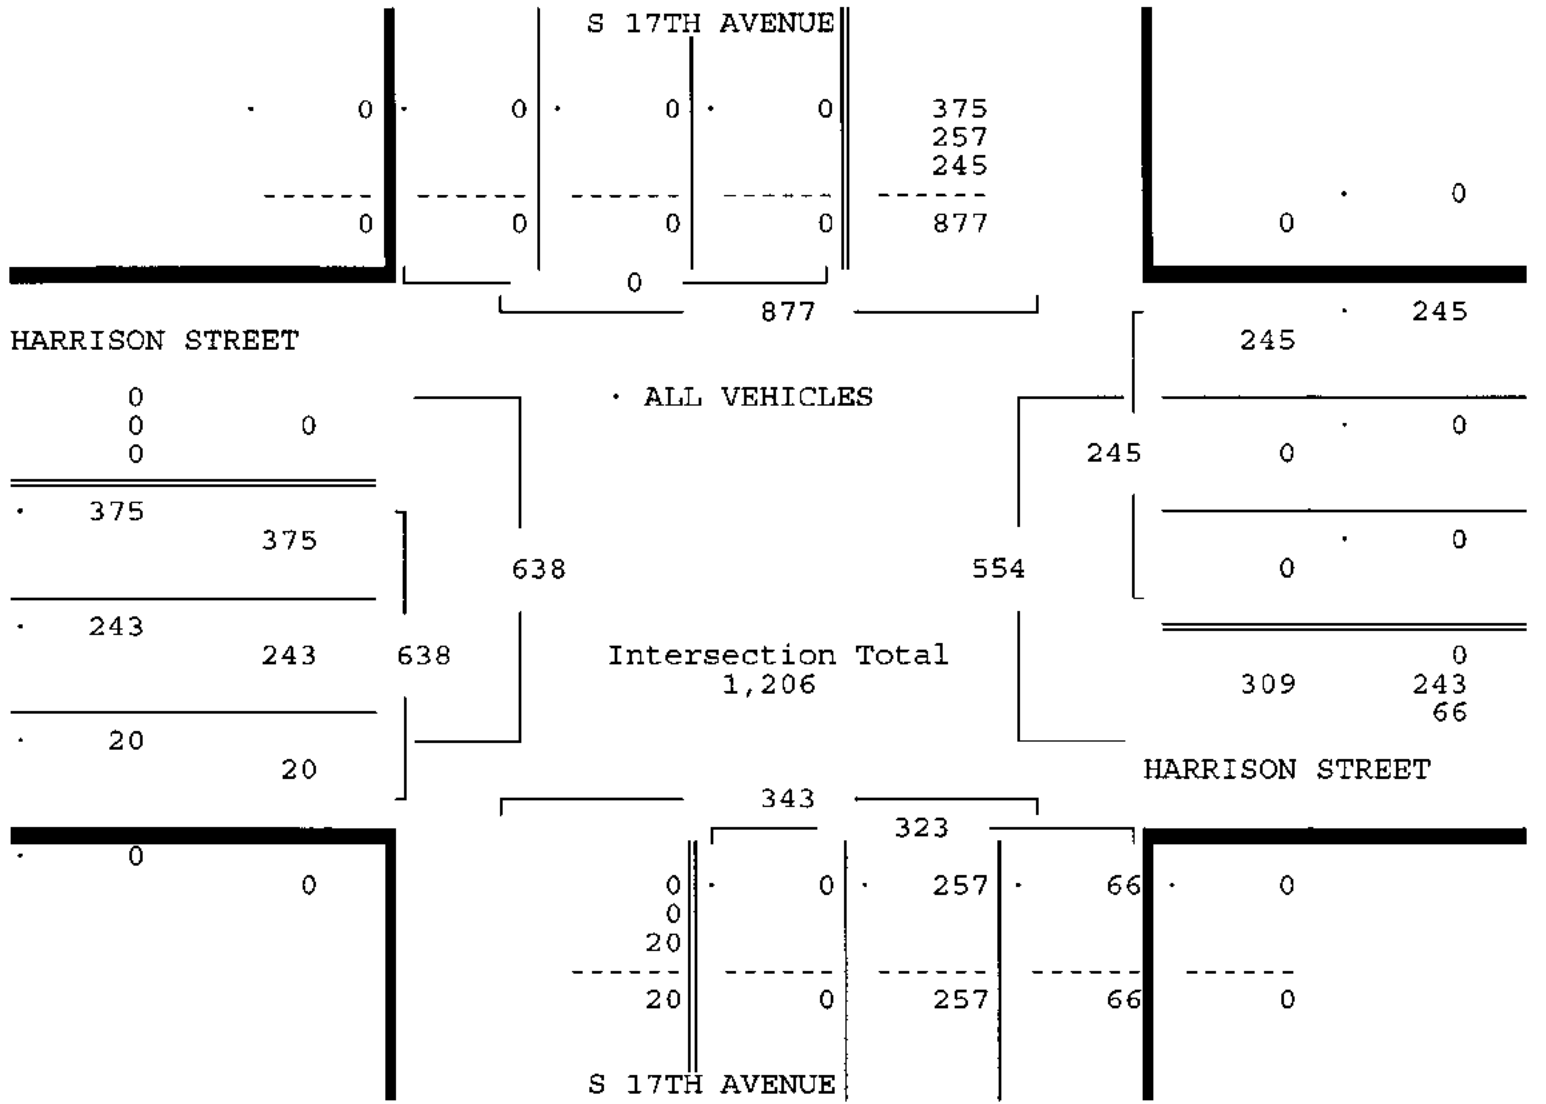 S 17TH AVENUE
· 0 · 0 · 0 · 0 375
257
245
· 0
0 0 0 0 877 0
0
877 · 245
HARRISON STREET 245
0 · ALL VEHICLES
0 0 · 0
0 245 0
· 375
375 · 0
638 554 0
· 243
243 638 Intersection Total 0
1,206 309 243
66
· 20
20 HARRISON STREET
343
323
· 0
0 0 · 0 · 257 · 66 · 0
0
20
20 0 257 66 0
S 17TH AVENUE